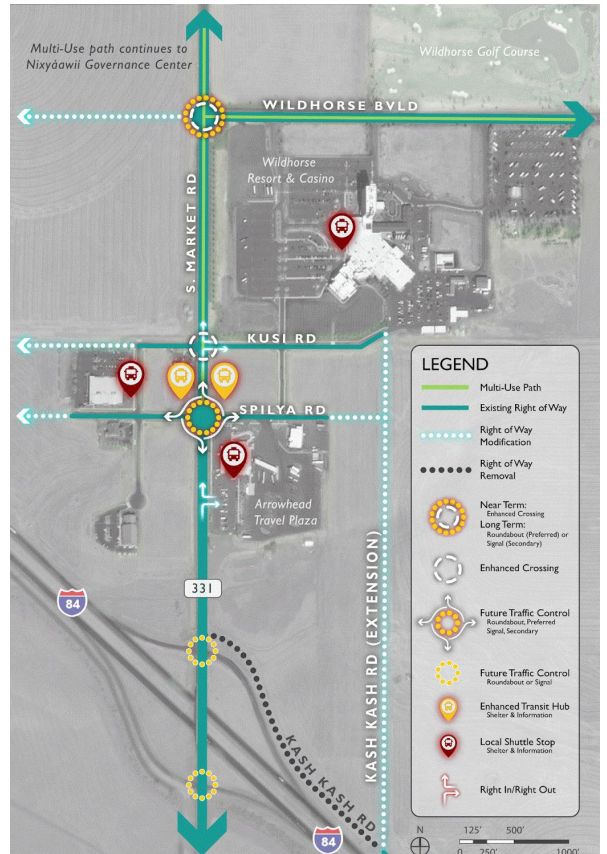 Multi-Use path continues to
Nixyáawii Governance Center
Wildhorse Golf Course
WILDHORSE BVLD
Wildhorse
Resort & Casino
S. MARKET RD
KUSI RD
SPILYA RD
Arrowhead
Travel Plaza
331
84
KASH KASH RD (EXTENSION)
KASH KASH RD
84
LEGEND
Multi-Use Path
Existing Right of Way
Right of Way
Modification
Right of Way
Removal
Near Term:
Enhanced Crossing
Long Term:
Roundabout (Preferred) or
Signal (Secondary)
Enhanced Crossing
Future Traffic Control
Roundabout, Preferred
Signal, Secondary
Future Traffic Control
Roundabout or Signal
Enhanced Transit Hub
Shelter & Information
Local Shuttle Stop
Shelter & Information
Right In/Right Out
N
125' 500'
0 250' 1000'